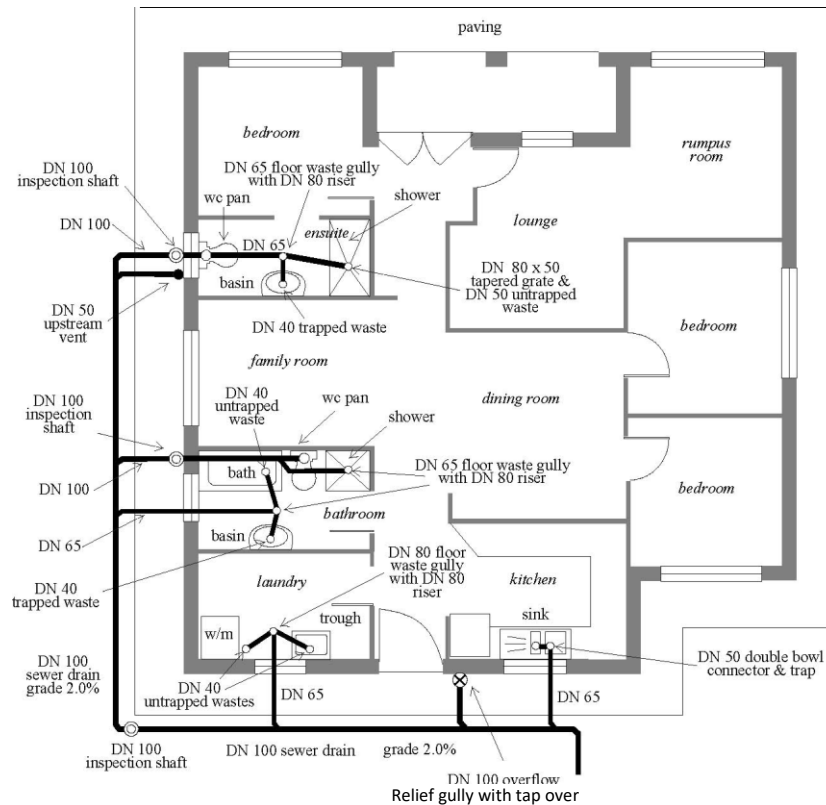 paving
bedroom
DN 65 floor waste gully
with DN 80 riser
rumpus
room
DN 100
inspection shaft
wc pan
shower
DN 100
ensuite
lounge
DN 65
basin
DN 80 x 50
tapered grate &
DN 50 untrapped
waste
DN 50
upstream
vent
DN 40 trapped waste
bedroom
family room
DN 40
untrapped
waste
wc pan
dining room
DN 100
inspection
shaft
shower
DN 100
bath
DN 65 floor waste gully
with DN 80 riser
bedroom
bathroom
DN 65
basin
DN 40
trapped waste
laundry
DN 80 floor
waste gully
with DN 80
riser
kitchen
sink
w/m
trough
DN 100
sewer drain
grade 2.0%
DN 40
untrapped wastes
DN 65
DN 65
DN 50 double bowl
connector & trap
DN 100
inspection shaft
DN 100 sewer drain
grade 2.0%
DN 100 overflow
Relief gully with tap over